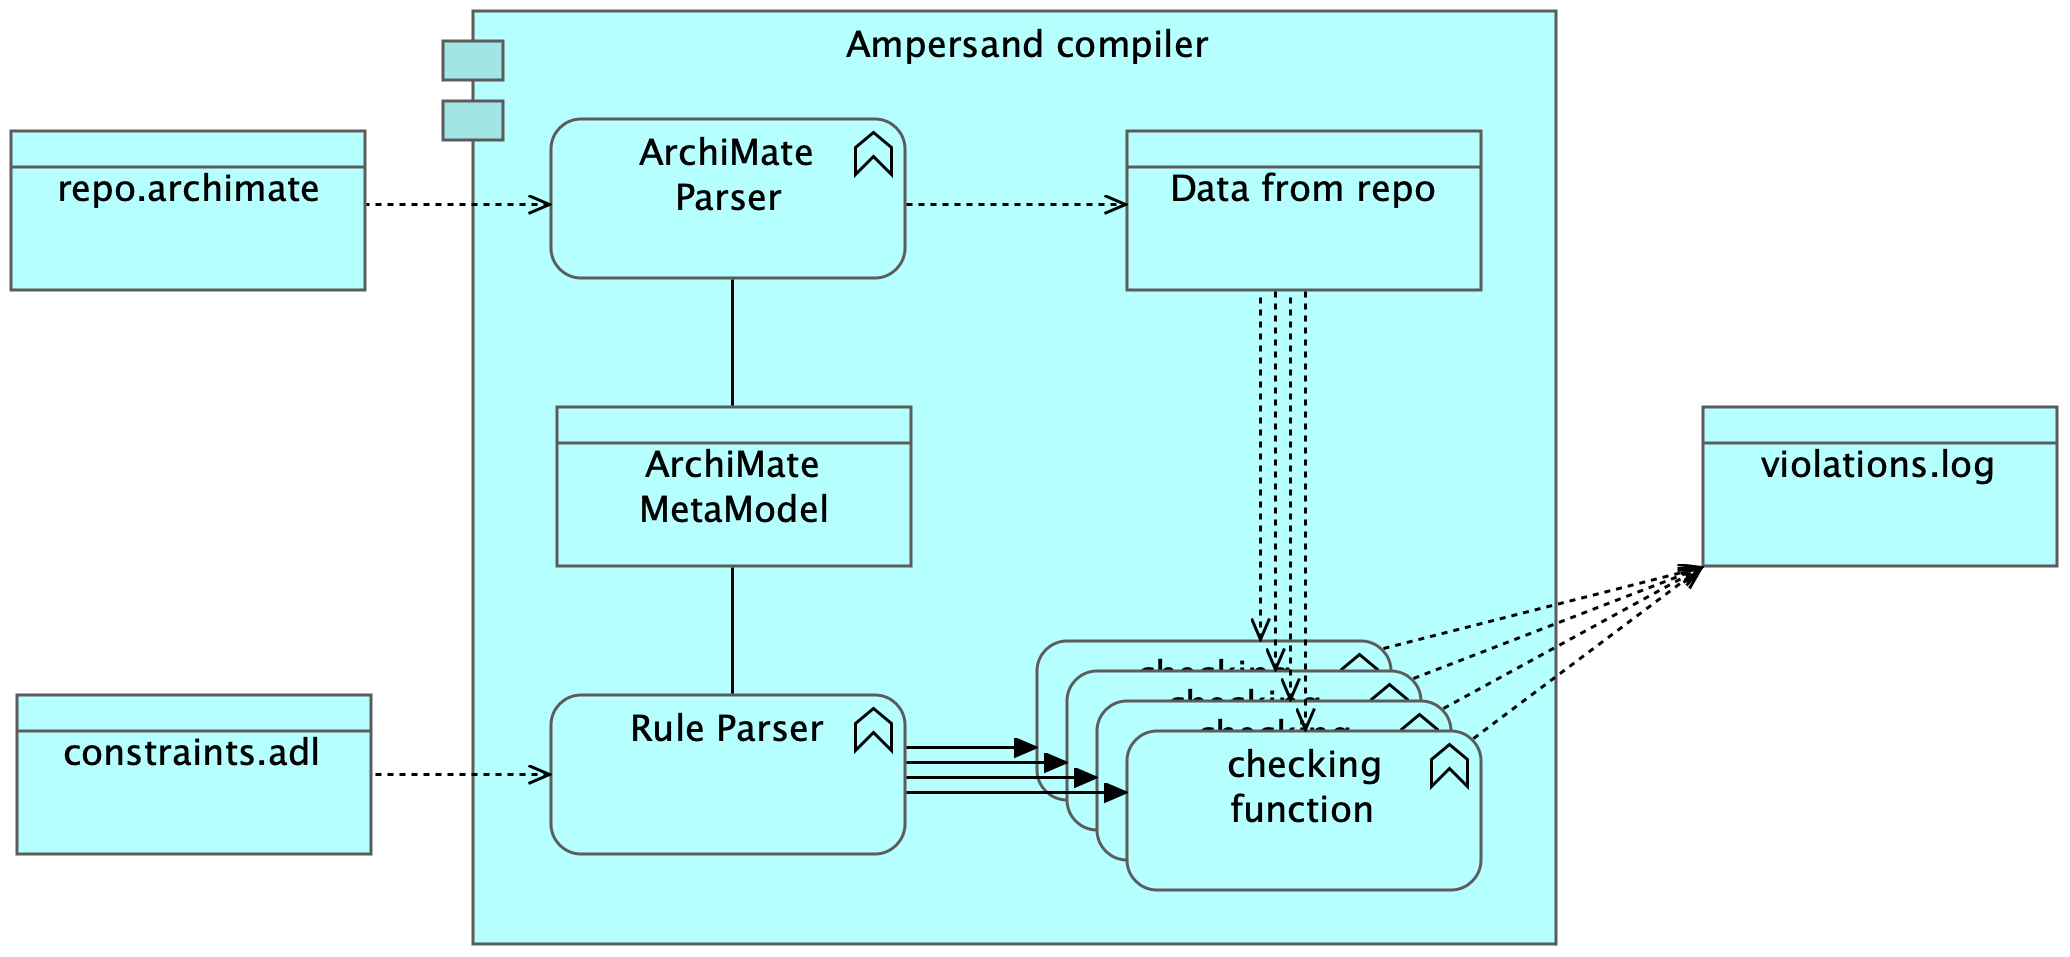 Ampersand compiler
repo.archimate
ArchiMate
Parser
Data from repo
ArchiMate
MetaModel
violations.log
constraints.adl
Rule Parser
checking
checking
checking
checking
function